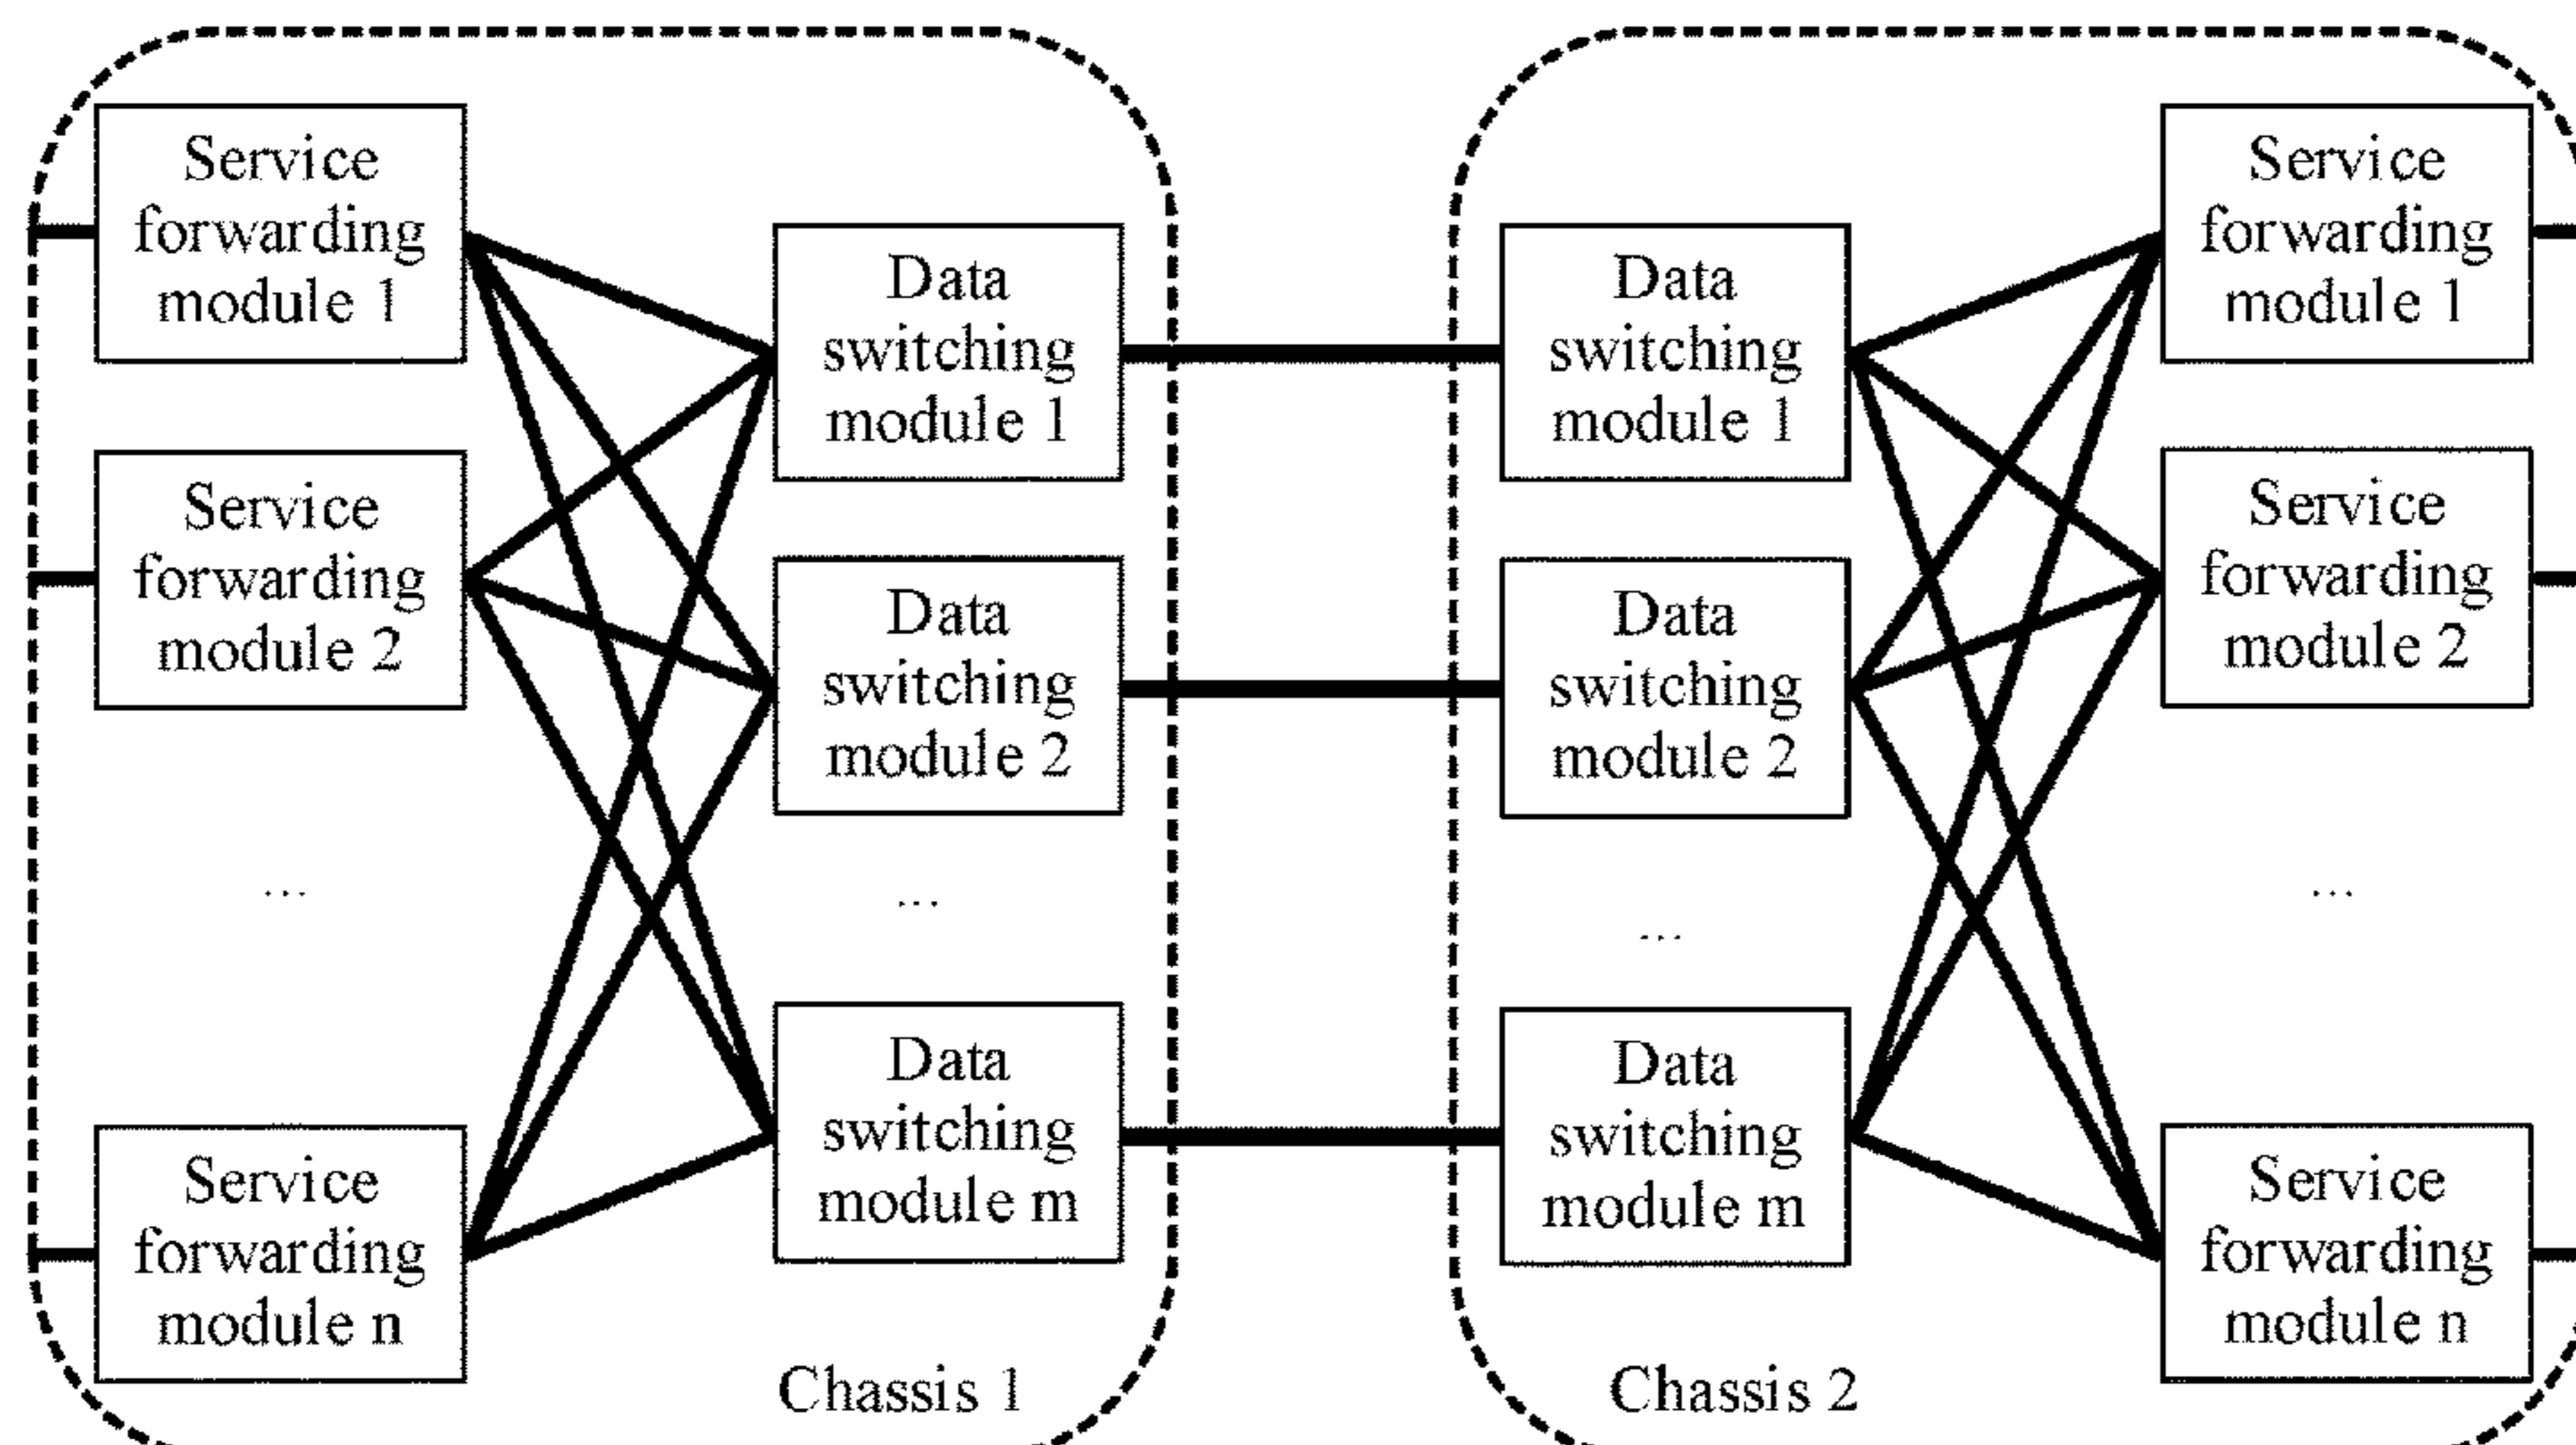 Service
forwarding
module 1
Service
forwarding
module 2
...
Service
forwarding
module n
Data
switching
module 1
Data
switching
module 2
...
Data
switching
module m
Chassis 1
Data
switching
module 1
Data
switching
module 2
...
Data
switching
module m
Chassis 2
Service
forwarding
module 1
Service
forwarding
module 2
...
Service
forwarding
module n